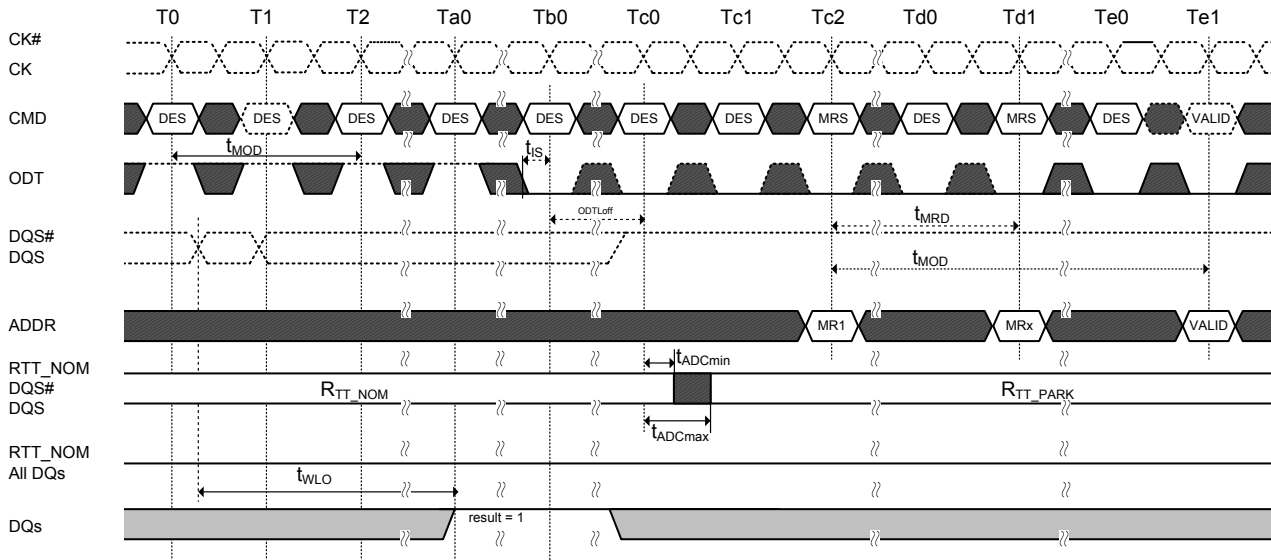 T0 T1 T2 Ta0 Tb0 Tc0 Tc1 Tc2 Td0 Td1 Te0 Te1
CK#
CK
CMD DES DES DES DES DES DES DES MRS DES MRS DES VALID
tMOD tIS
ODT
ODTLoff tMRD
DQS#
DQS
tMOD
ADDR MR1 MRx VALID
RTT_NOM
tADCmin
DQS#
RTT_NOM RTT_PARK
DQS
tADCmax
RTT_NOM
All DQs
tWLO
result = 1
DQs